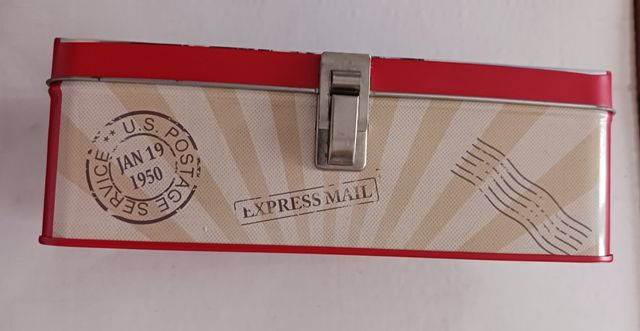 U.S. POSTAGE SERVICE
JAN 19
1950
EXPRESS MAIL